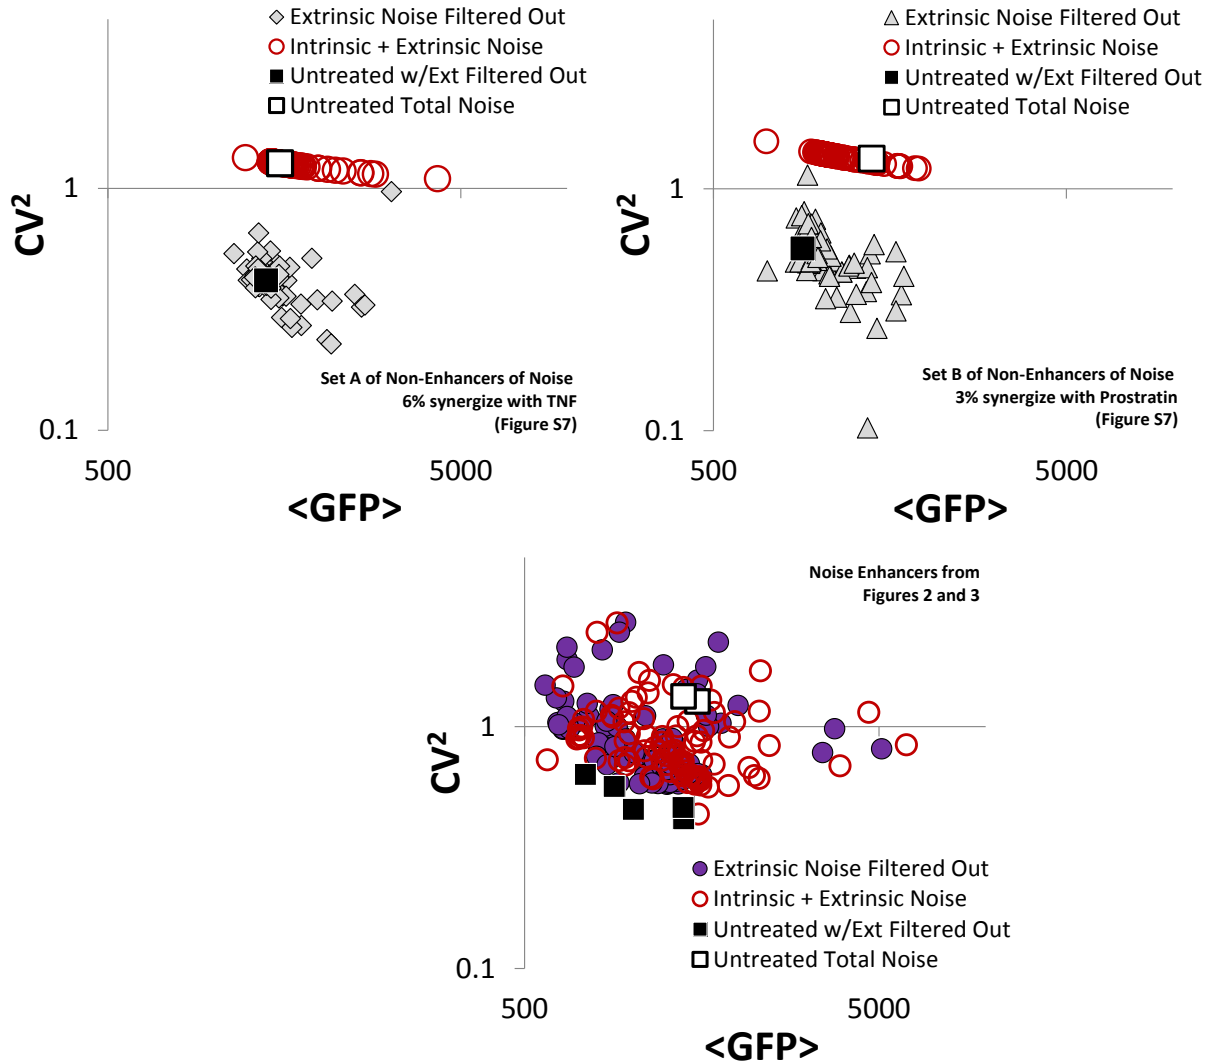 Extrinsic Noise Filtered Out
Intrinsic + Extrinsic Noise
Untreated w/Ext Filtered Out
Untreated Total Noise
1
CV²
Set A of Non-Enhancers of Noise
6% synergize with TNF
(Figure S7)
0.1
500
5000
<GFP>
Extrinsic Noise Filtered Out
Intrinsic + Extrinsic Noise
Untreated w/Ext Filtered Out
Untreated Total Noise
1
CV²
Set B of Non-Enhancers of Noise
3% synergize with Prostratin
(Figure S7)
0.1
500
5000
<GFP>
Noise Enhancers from
Figures 2 and 3
1
CV²
Extrinsic Noise Filtered Out
Intrinsic + Extrinsic Noise
Untreated w/Ext Filtered Out
Untreated Total Noise
0.1
500
5000
<GFP>